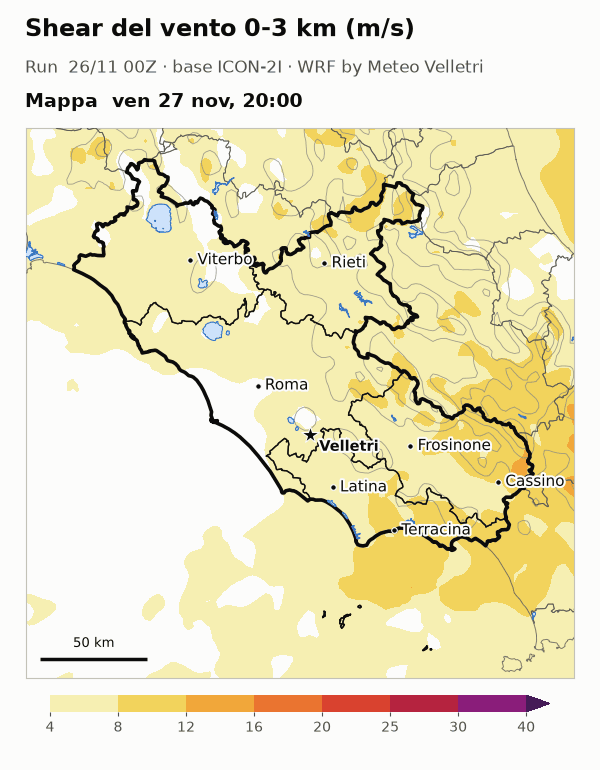 Shear del vento 0-3 km (m/s)
Run  26/11 00Z · base ICON-2I · WRF by Meteo Velletri
Mappa  ven 27 nov, 20:00
Viterbo
Rieti
Roma
Velletri
Frosinone
Cassino
Latina
Terracina
50 km
4 8 12 16 20 25 30 40